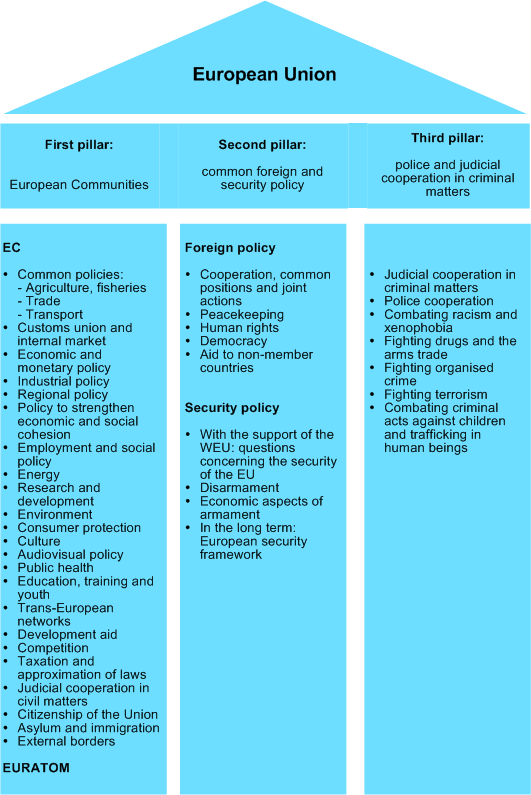 European Union
First pillar:
European Communities
Second pillar:
common foreign and
security policy
Third pillar:
police and judicial
cooperation in criminal
matters
EC
• Common policies:
- Agriculture, fisheries
- Trade
- Transport
• Customs union and
internal market
• Economic and
monetary policy
• Industrial policy
• Regional policy
• Policy to strengthen
economic and social
cohesion
• Employment and social
policy
• Energy
• Research and
development
• Environment
• Consumer protection
• Culture
• Audiovisual policy
• Public health
• Education, training and
youth
• Trans-European
networks
• Development aid
• Competition
• Taxation and
approximation of laws
• Judicial cooperation in
civil matters
• Citizenship of the Union
• Asylum and immigration
• External borders
EURATOM
Foreign policy
• Cooperation, common
positions and joint
actions
• Peacekeeping
• Human rights
• Democracy
• Aid to non-member
countries
Security policy
• With the support of the
WEU: questions
concerning the security
of the EU
• Disarmament
• Economic aspects of
armament
• In the long term:
European security
framework
• Judicial cooperation in
criminal matters
• Police cooperation
• Combating racism and
xenophobia
• Fighting drugs and the
arms trade
• Fighting organised
crime
• Fighting terrorism
• Combating criminal
acts against children
and trafficking in
human beings